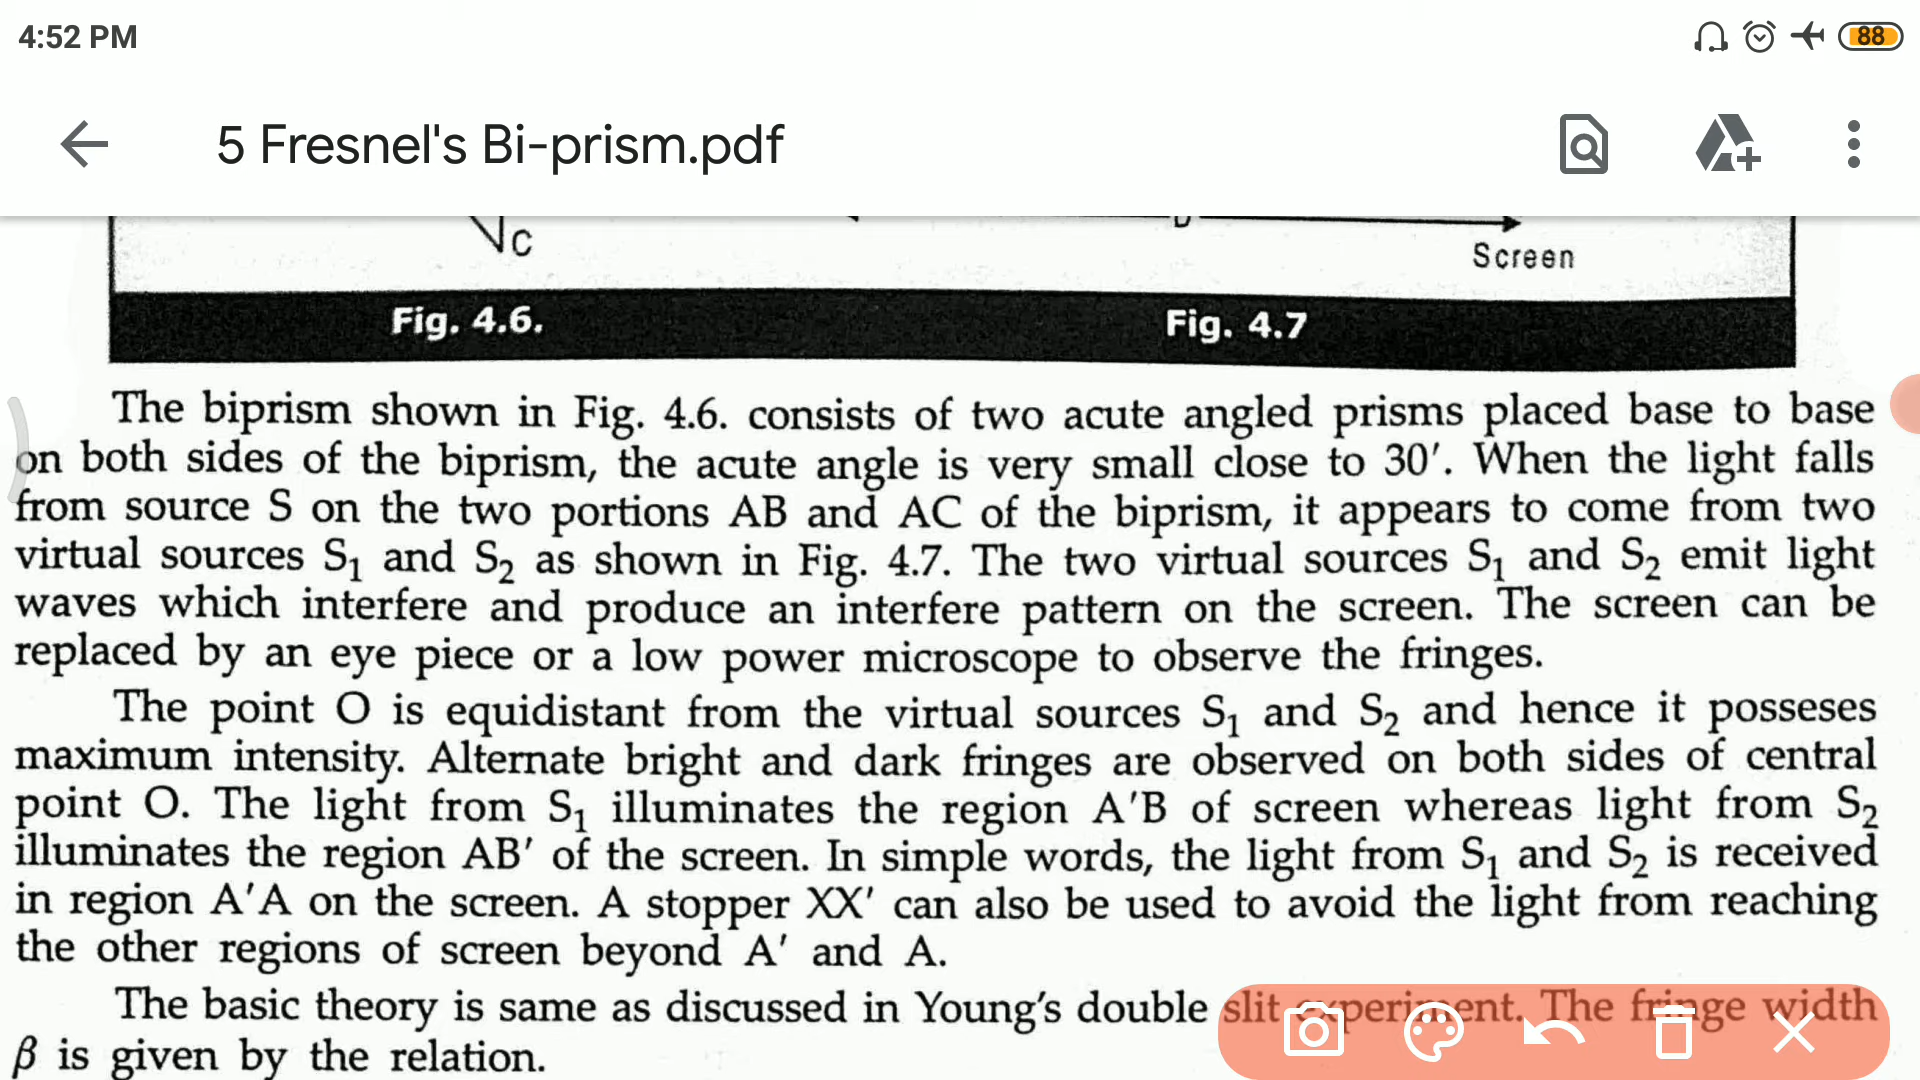 4:52 PM
88
5 Fresnel's Bi-prism.pdf
C
D
Screen
Fig. 4.6.
Fig. 4.7
The biprism shown in Fig. 4.6. consists of two acute angled prisms placed base to base
on both sides of the biprism, the acute angle is very small close to 30′. When the light falls
from source S on the two portions AB and AC of the biprism, it appears to come from two
virtual sources S₁ and S₂ as shown in Fig. 4.7. The two virtual sources S₁ and S₂ emit light
waves which interfere and produce an interfere pattern on the screen. The screen can be
replaced by an eye piece or a low power microscope to observe the fringes.
The point O is equidistant from the virtual sources S₁ and S₂ and hence it posseses
maximum intensity. Alternate bright and dark fringes are observed on both sides of central
point O. The light from S₁ illuminates the region A′B of screen whereas light from S₂
illuminates the region AB′ of the screen. In simple words, the light from S₁ and S₂ is received
in region A′A on the screen. A stopper XX′ can also be used to avoid the light from reaching
the other regions of screen beyond A′ and A.
The basic theory is same as discussed in Young's double slit experiment. The fringe width
β is given by the relation.